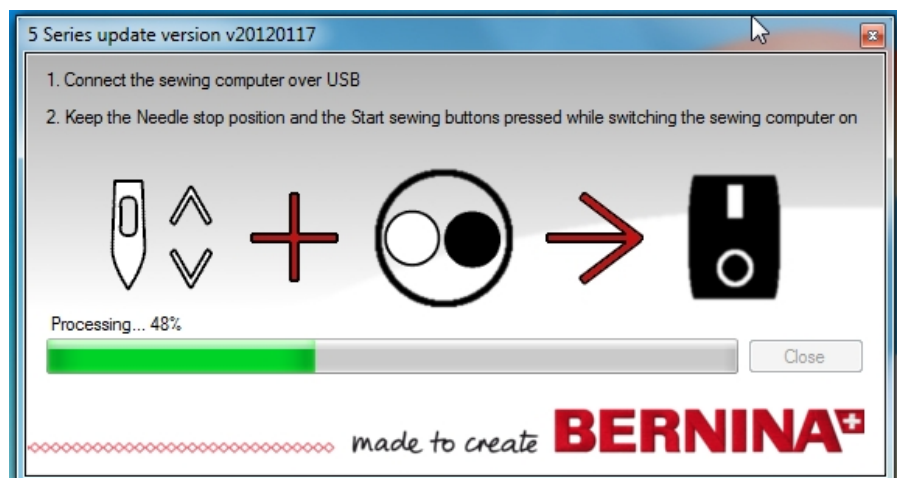 5 Series update version v20120117
1. Connect the sewing computer over USB
2. Keep the Needle stop position and the Start sewing buttons pressed while switching the sewing computer on
Processing... 48%
Close
made to create BERNINA